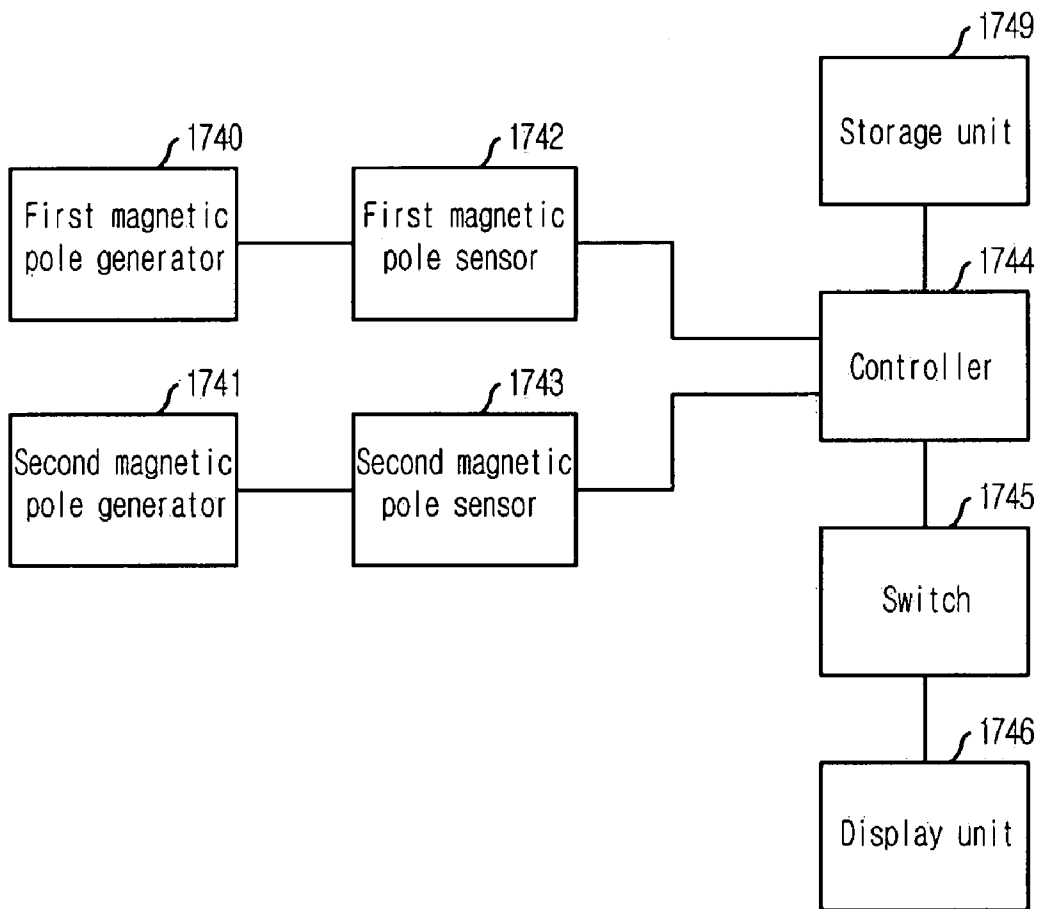 1749
Storage unit
1740
First magnetic
pole generator
1742
First magnetic
pole sensor
1744
Controller
1741
Second magnetic
pole generator
1743
Second magnetic
pole sensor
1745
Switch
1746
Display unit